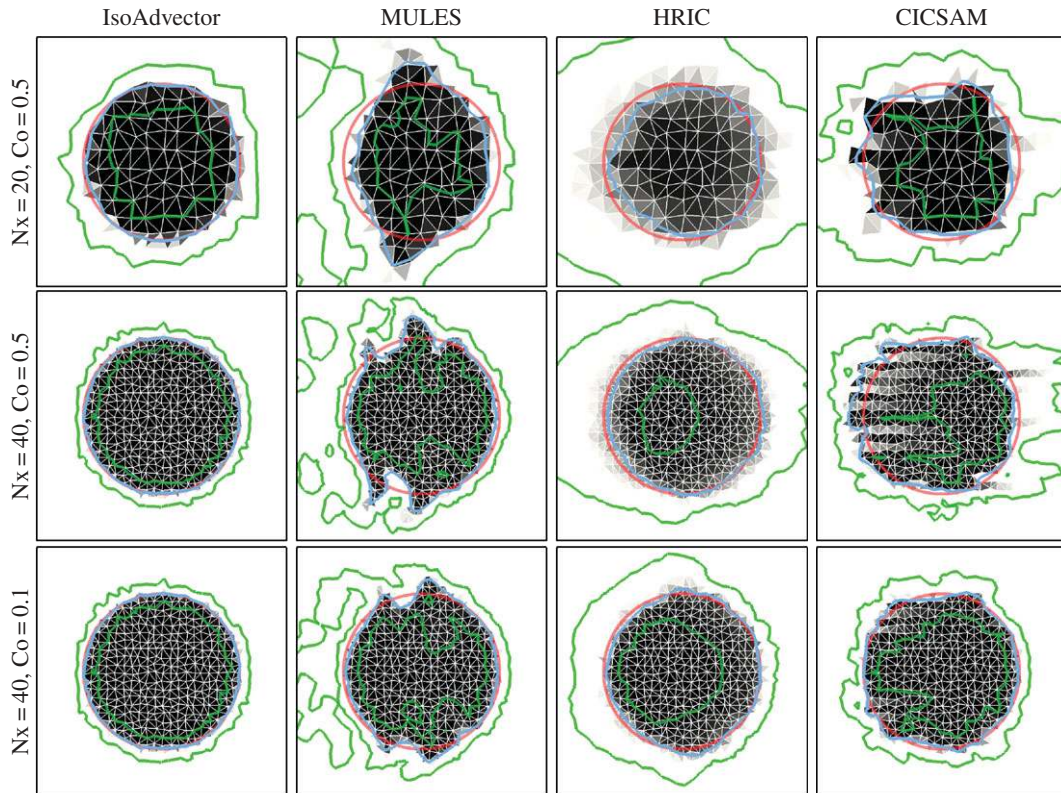 IsoAdvector MULES HRIC CICSAM
Nx = 20, Co = 0.5
Nx = 40, Co = 0.5
Nx = 40, Co = 0.1